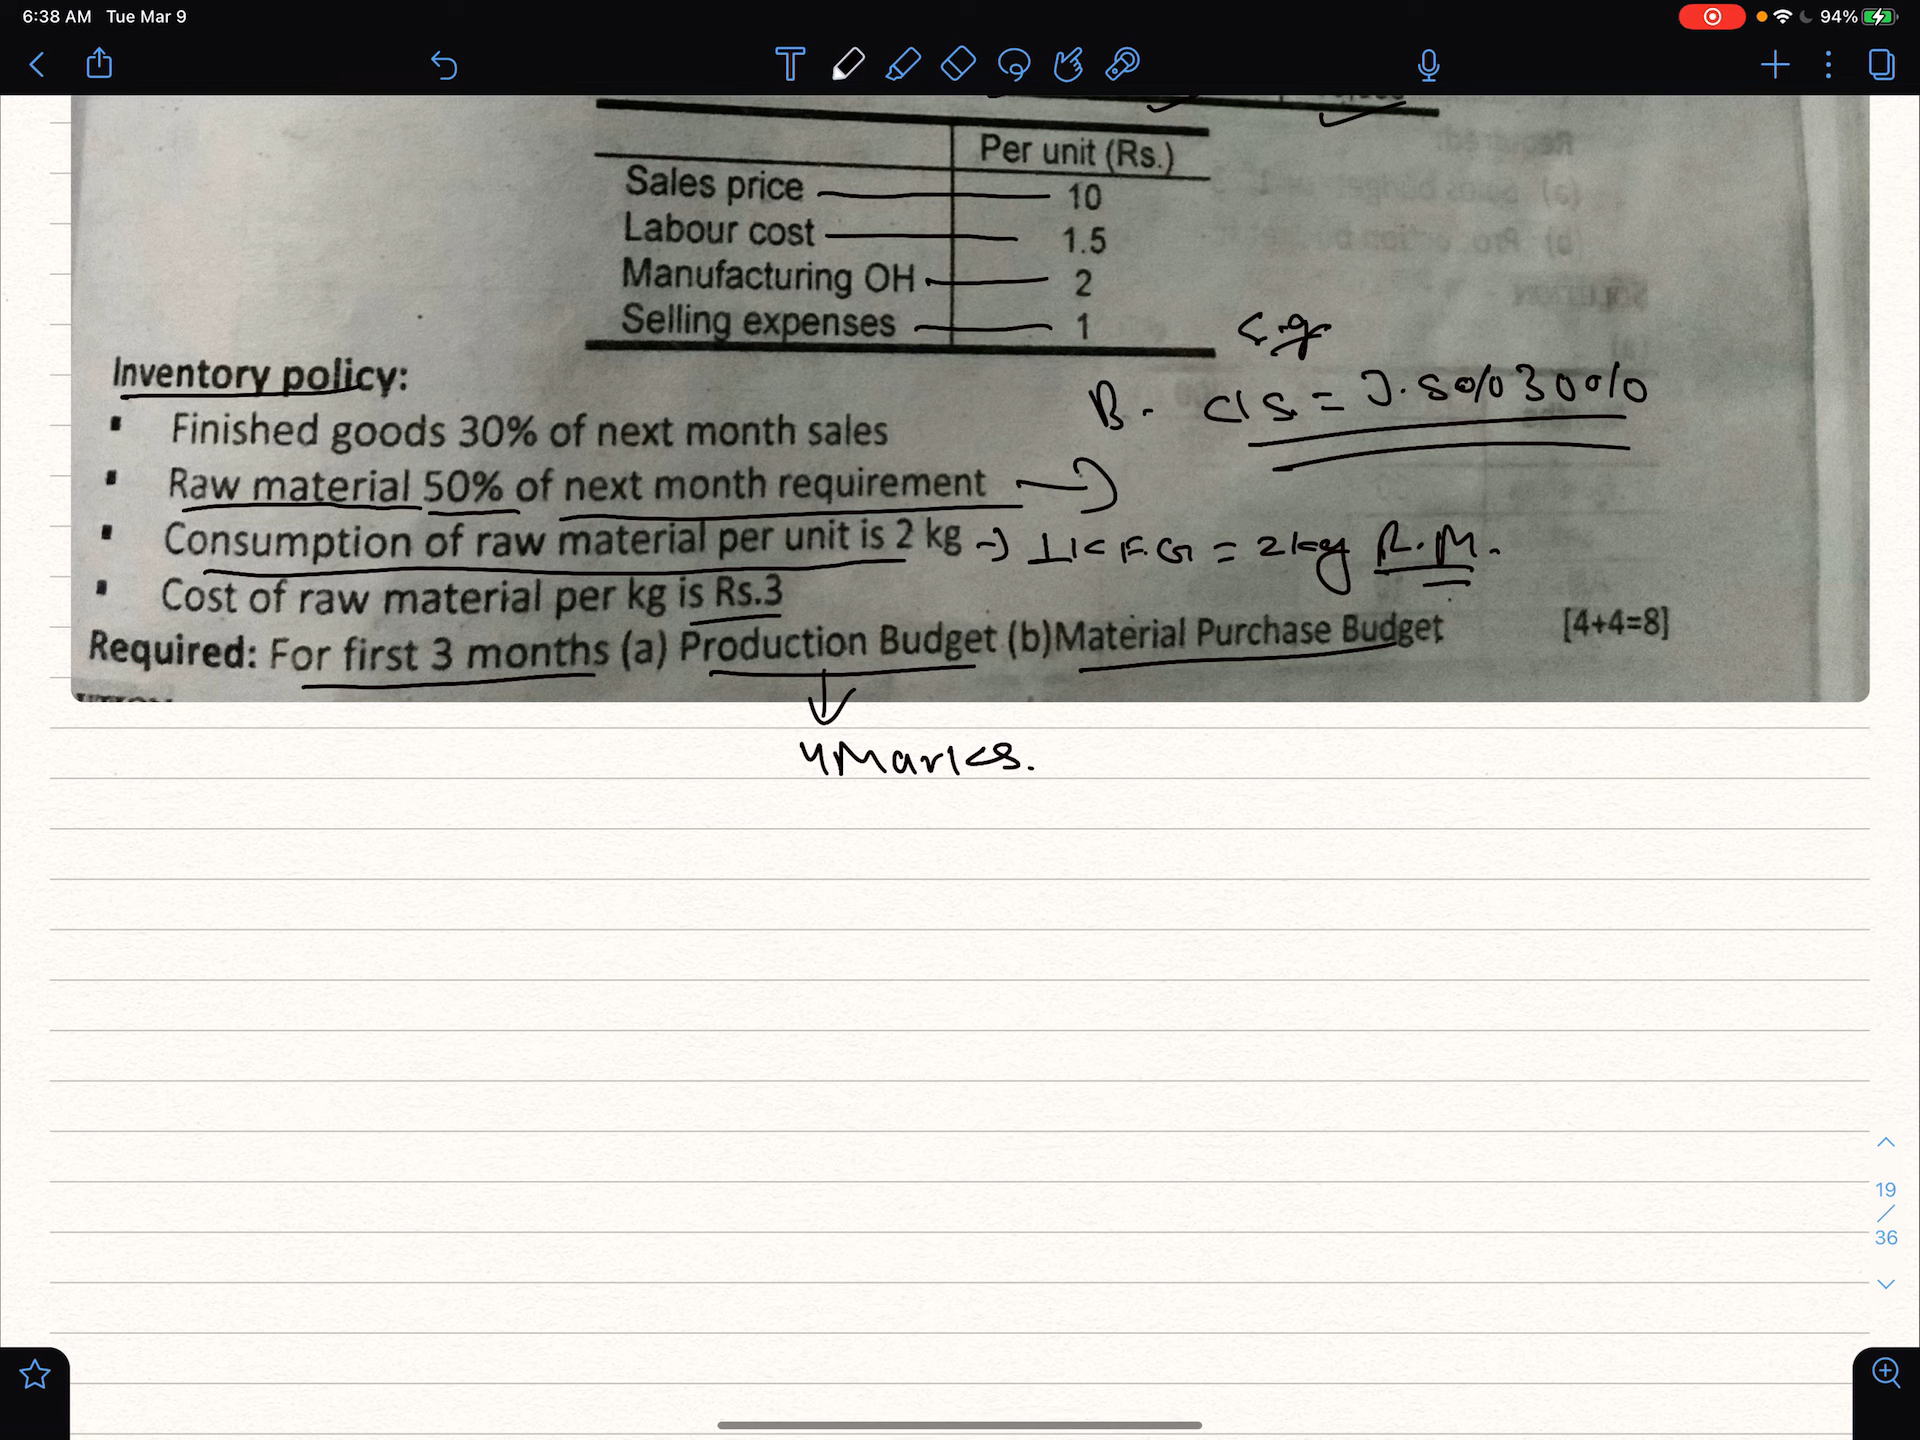 6:38 AM Tue Mar 9
94%
Per unit (Rs.)
Sales price 10
Labour cost 1.5
Manufacturing OH 2
Selling expenses 1
Inventory policy:
Finished goods 30% of next month sales
Raw material 50% of next month requirement
Consumption of raw material per unit is 2 kg → 1K F.G = 2kg R.M.
Cost of raw material per kg is Rs.3
Required: For first 3 months (a) Production Budget (b)Material Purchase Budget [4+4=8]
4Marks.
19
/
36